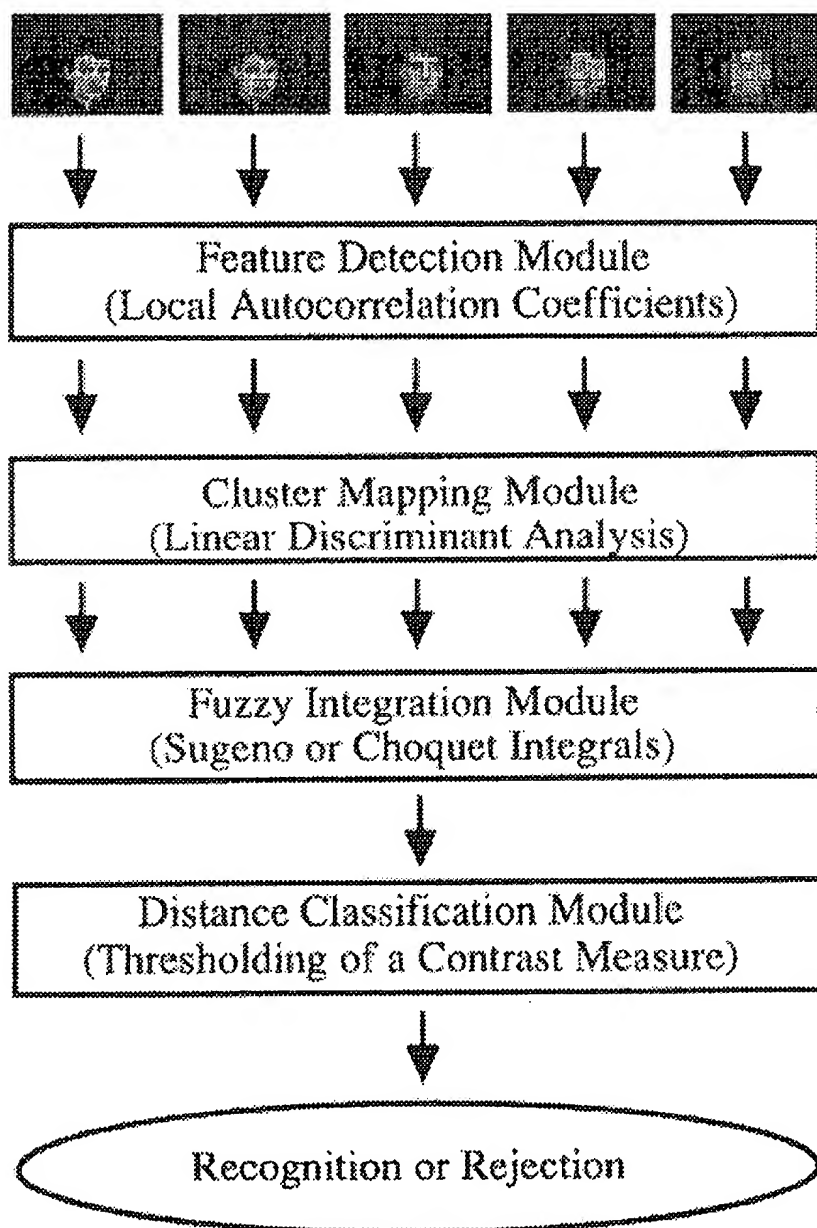 Feature Detection Module
(Local Autocorrelation Coefficients)
Cluster Mapping Module
(Linear Discriminant Analysis)
Fuzzy Integration Module
(Sugeno or Choquet Integrals)
Distance Classification Module
(Thresholding of a Contrast Measure)
Recognition or Rejection